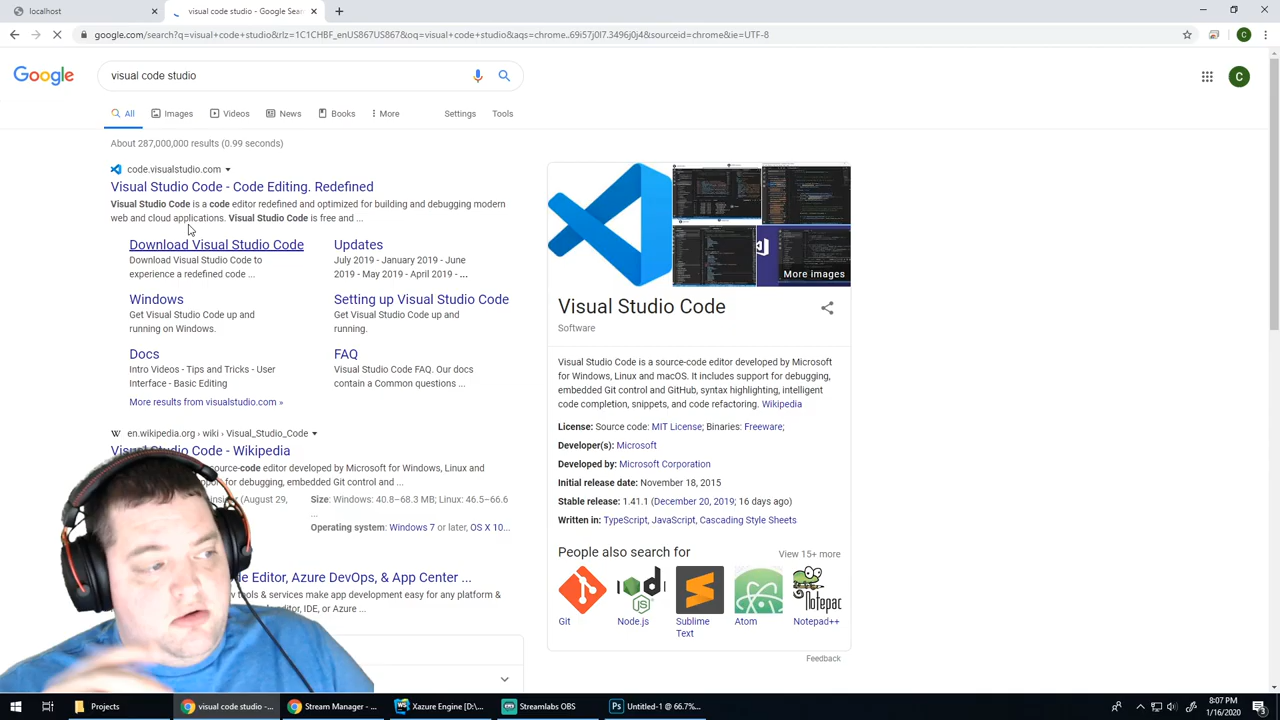 localhost
visual code studio - Google Se
google.com/search?q=visual+code+studio&rlz=1C1CHBF_enUS867US867&oq=visual+code+studio&aqs=chrome..69i57j0l7.3496j0j4&sourceid=chrome&ie=UTF-8
C
Google
visual code studio
C
All
Images
Videos
News
Books
More
Settings
Tools
About 287,000,000 results (0.99 seconds)
code.visualstudio.com
Visual Studio Code - Code Editing. Redefined
Visual Studio Code is a code editor redefined and optimized for building and debugging modern
web and cloud applications. Visual Studio Code is free and ...
Download Visual Studio Code
Download Visual Studio Code to
experience a redefined code ...
Updates
July 2019 - January 2019 - June
2019 - May 2019 - April 2019 - ...
Windows
Get Visual Studio Code up and
running on Windows.
Setting up Visual Studio Code
Get Visual Studio Code up and
running.
Docs
Intro Videos - Tips and Tricks - User
Interface - Basic Editing
FAQ
Visual Studio Code FAQ. Our docs
contain a Common questions ...
More results from visualstudio.com »
en.wikipedia.org › wiki › Visual_Studio_Code
Visual Studio Code - Wikipedia
source-code editor developed by Microsoft for Windows, Linux and
for debugging, embedded Git control and ...
(August 29,
Size: Windows: 40.8–68.3 MB; Linux: 46.5–66.6
...
Operating system: Windows 7 or later, OS X 10...
Editor, Azure DevOps, & App Center ...
tools & services make app development easy for any platform &
editor, IDE, or Azure ...
More images
Visual Studio Code
Software
Visual Studio Code is a source-code editor developed by Microsoft
for Windows, Linux and macOS. It includes support for debugging,
embedded Git control and GitHub, syntax highlighting, intelligent
code completion, snippets, and code refactoring. Wikipedia
License: Source code: MIT License; Binaries: Freeware;
Developer(s): Microsoft
Developed by: Microsoft Corporation
Initial release date: November 18, 2015
Stable release: 1.41.1 (December 20, 2019; 16 days ago)
Written in: TypeScript, JavaScript, Cascading Style Sheets
People also search for
View 15+ more
Git
Node.js
Sublime
Text
Atom
Notepad++
Feedback
Projects
visual code studio -...
Stream Manager -...
Xazure Engine [D:\...
Streamlabs OBS
Untitled-1 @ 66.7%...
8:07 PM
1/16/2020
3